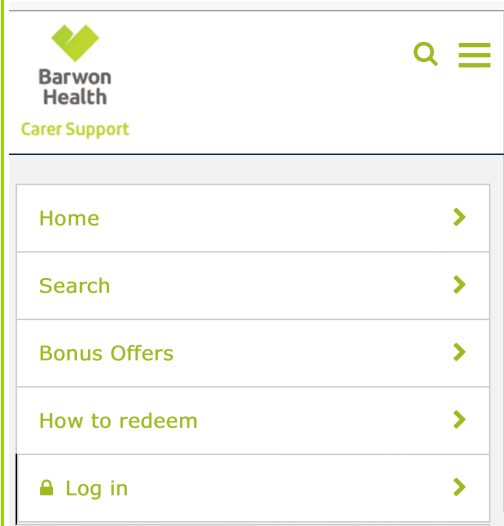 Barwon
Health
Carer Support
Home
Search
Bonus Offers
How to redeem
Log in